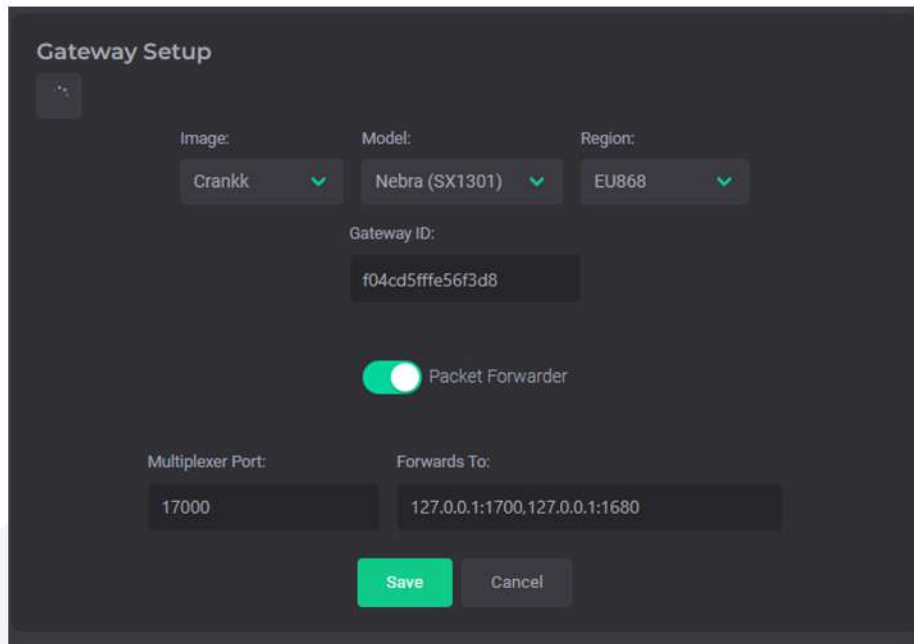 Gateway Setup
Image: Model: Region:
Crankk Nebra (SX1301) EU868
Gateway ID:
f04cd5fffe56f3d8
Packet Forwarder
Multiplexer Port: Forwards To:
17000 127.0.0.1:1700,127.0.0.1:1680
Save Cancel